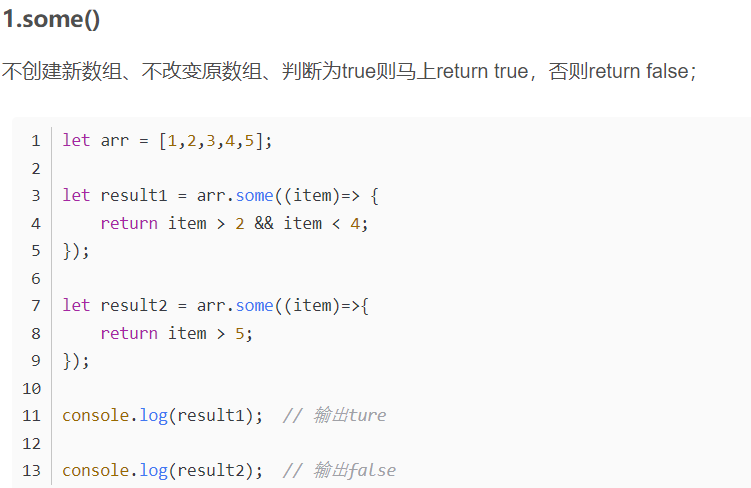 1.some()
不创建新数组、不改变原数组、判断为true则马上return true，否则return false；
1 let arr = [1,2,3,4,5];
2
3 let result1 = arr.some((item)=> {
4     return item > 2 && item < 4;
5 });
6
7 let result2 = arr.some((item)=>{
8     return item > 5;
9 });
10
11 console.log(result1);  // 输出ture
12
13 console.log(result2);  // 输出false